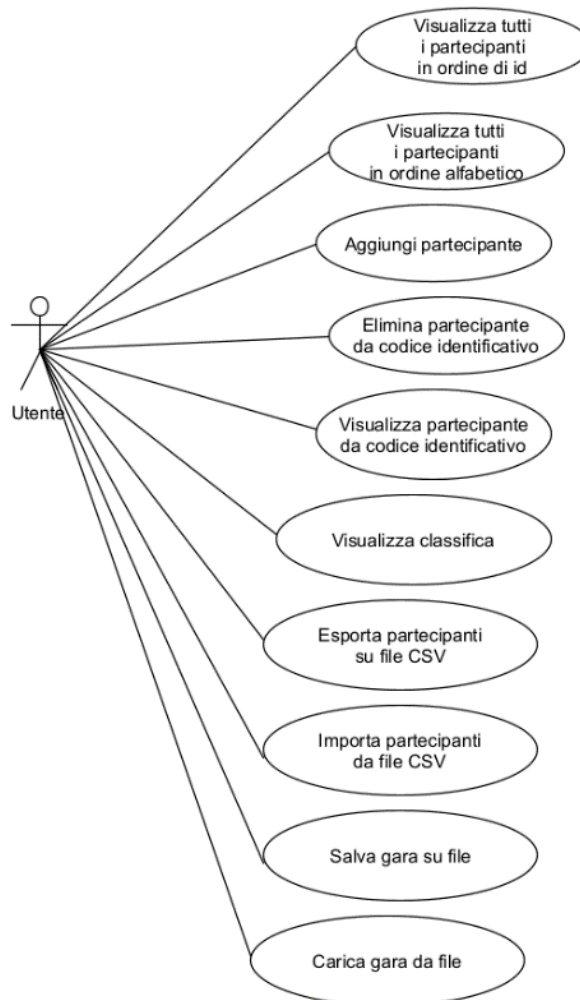 Visualizza tutti
i partecipanti
in ordine di id
Visualizza tutti
i partecipanti
in ordine alfabetico
Aggiungi partecipante
Elimina partecipante
da codice identificativo
Utente
Visualizza partecipante
da codice identificativo
Visualizza classifica
Esporta partecipanti
su file CSV
Importa partecipanti
da file CSV
Salva gara su file
Carica gara da file